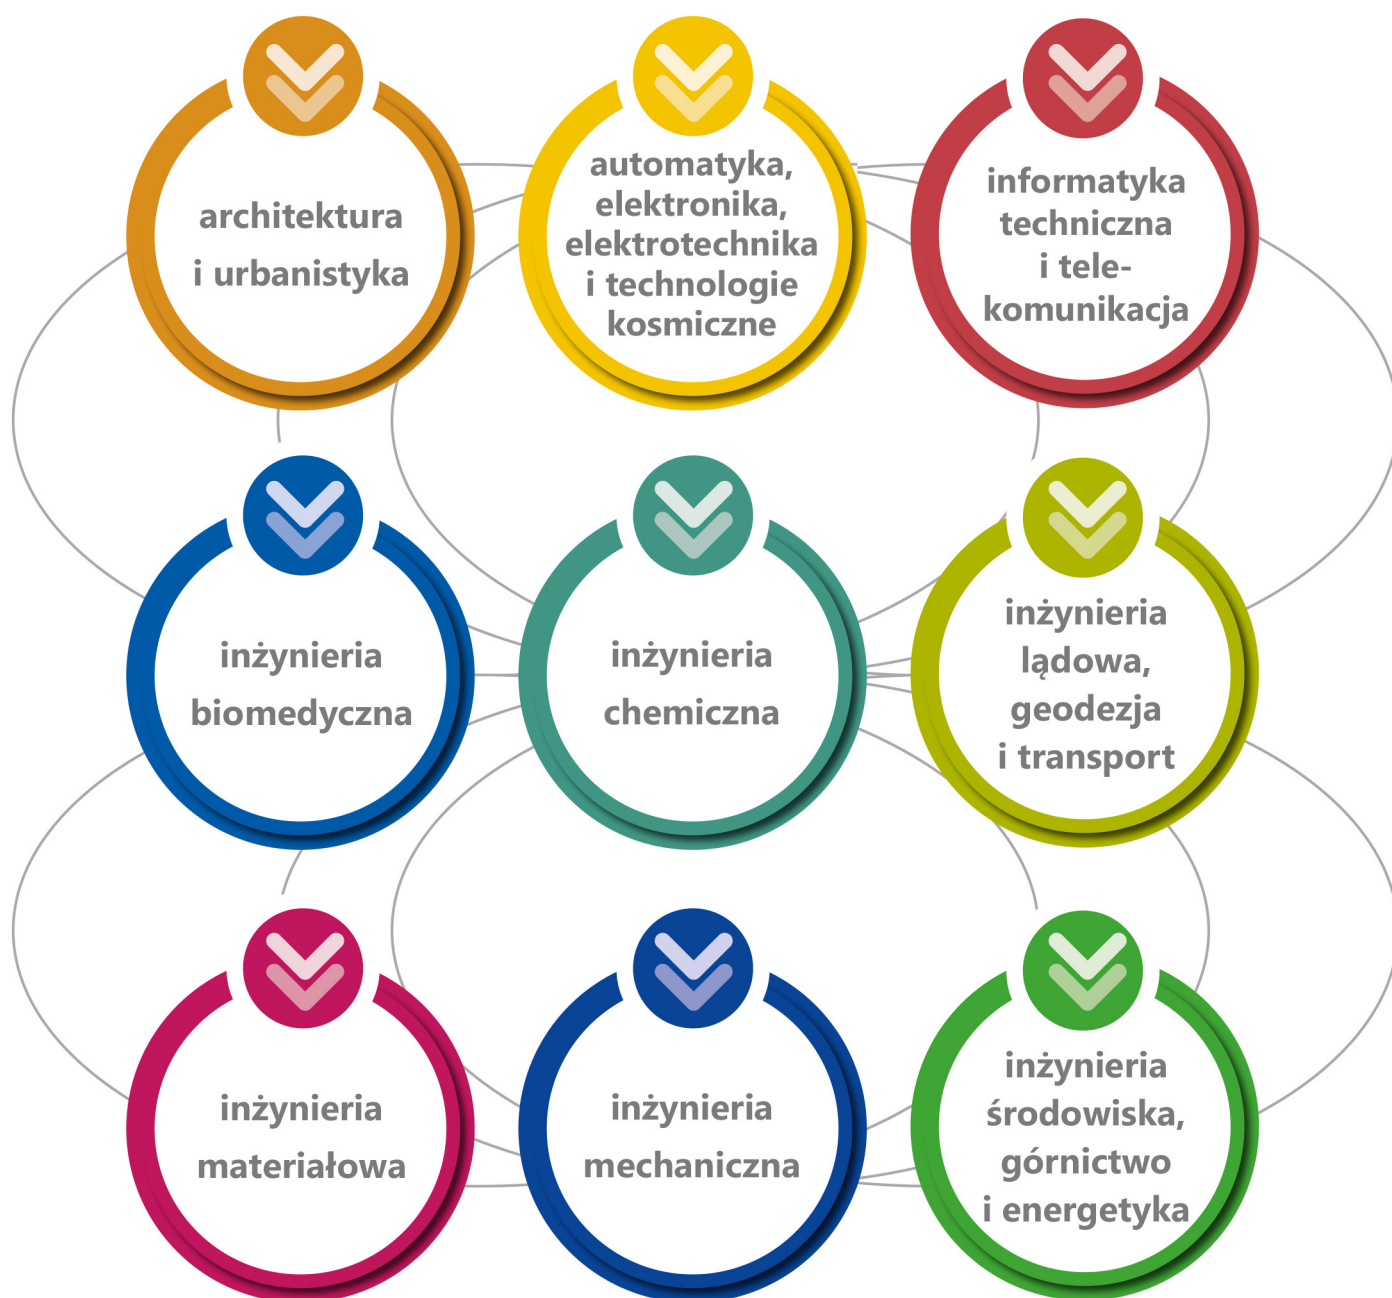 architektura
i urbanistyka
automatyka,
elektronika,
elektrotechnika
i technologie
kosmiczne
informatyka
techniczna
i tele-
komunikacja
inżynieria
biomedyczna
inżynieria
chemiczna
inżynieria
lądowa,
geodezja
i transport
inżynieria
materiałowa
inżynieria
mechaniczna
inżynieria
środowiska,
górnictwo
i energetyka